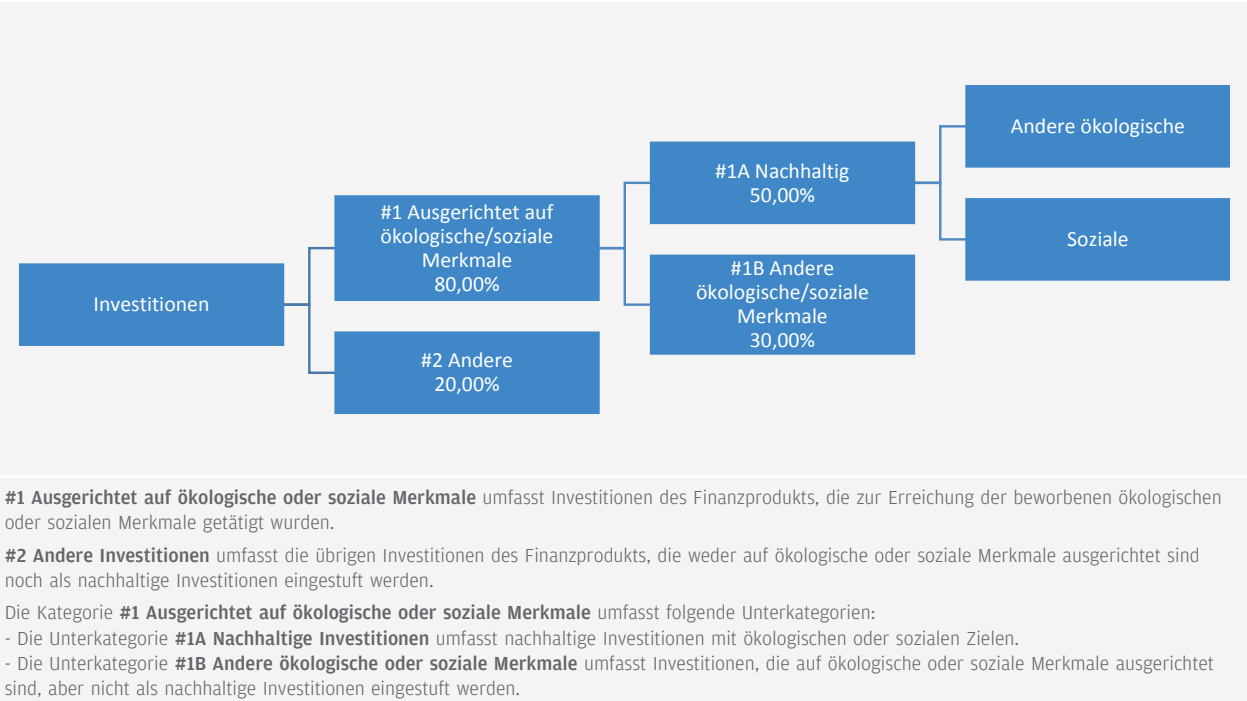 Andere ökologische
#1A Nachhaltig
50,00%
#1 Ausgerichtet auf
ökologische/soziale
Merkmale
80,00%
Soziale
#1B Andere
ökologische/soziale
Merkmale
30,00%
Investitionen
#2 Andere
20,00%
#1 Ausgerichtet auf ökologische oder soziale Merkmale umfasst Investitionen des Finanzprodukts, die zur Erreichung der beworbenen ökologischen
oder sozialen Merkmale getätigt wurden.
#2 Andere Investitionen umfasst die übrigen Investitionen des Finanzprodukts, die weder auf ökologische oder soziale Merkmale ausgerichtet sind
noch als nachhaltige Investitionen eingestuft werden.
Die Kategorie #1 Ausgerichtet auf ökologische oder soziale Merkmale umfasst folgende Unterkategorien:
- Die Unterkategorie #1A Nachhaltige Investitionen umfasst nachhaltige Investitionen mit ökologischen oder sozialen Zielen.
- Die Unterkategorie #1B Andere ökologische oder soziale Merkmale umfasst Investitionen, die auf ökologische oder soziale Merkmale ausgerichtet
sind, aber nicht als nachhaltige Investitionen eingestuft werden.